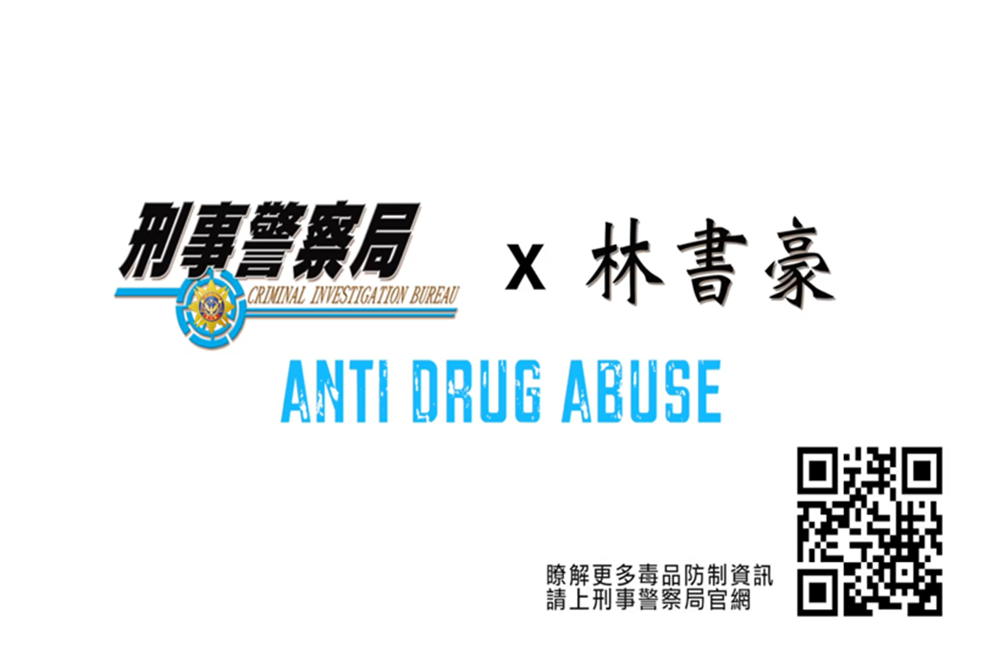 刑事警察局
CRIMINAL INVESTIGATION BUREAU
x 林書豪
ANTI DRUG ABUSE
瞭解更多毒品防制資訊
請上刑事警察局官網